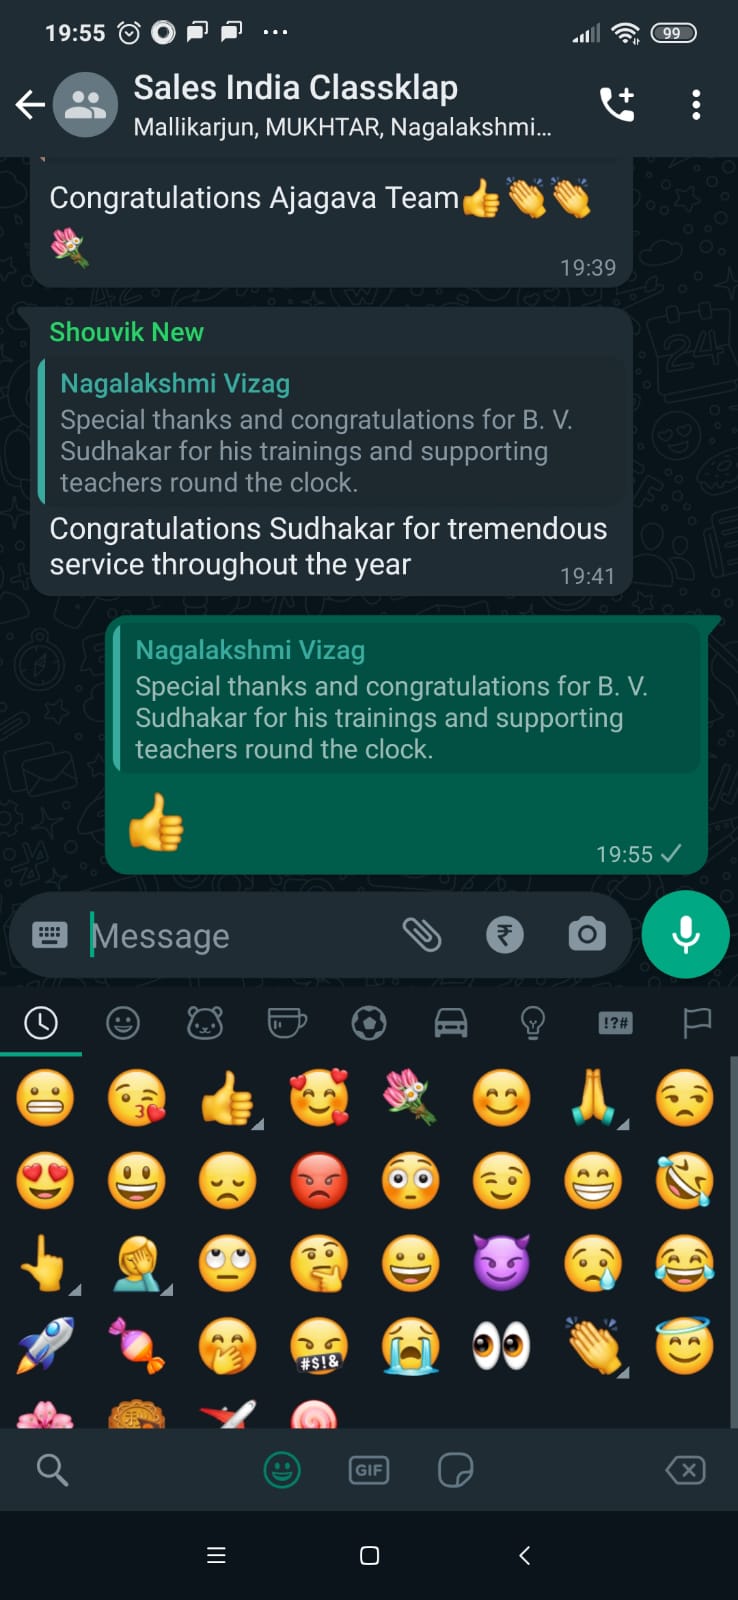 19:55
99
Sales India Classklap
Mallikarjun, MUKHTAR, Nagalakshmi...
Congratulations Ajagava Team👍👏👏
💐
19:39
Shouvik New
Nagalakshmi Vizag
Special thanks and congratulations for B. V.
Sudhakar for his trainings and supporting
teachers round the clock.
Congratulations Sudhakar for tremendous
service throughout the year
19:41
Nagalakshmi Vizag
Special thanks and congratulations for B. V.
Sudhakar for his trainings and supporting
teachers round the clock.
👍
19:55
Message
!?#
#$!&
GIF